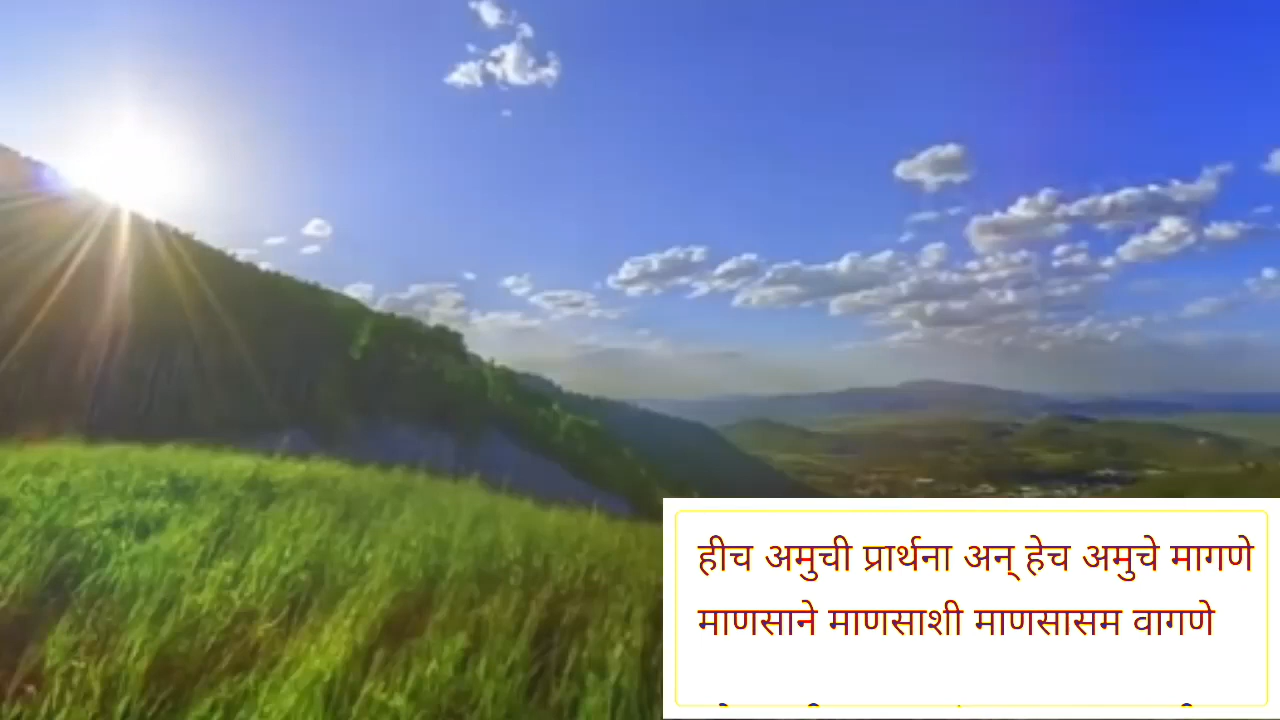 हीच अमुची प्रार्थना अन् हेच अमुचे मागणे
माणसाने माणसाशी माणसासम वागणे